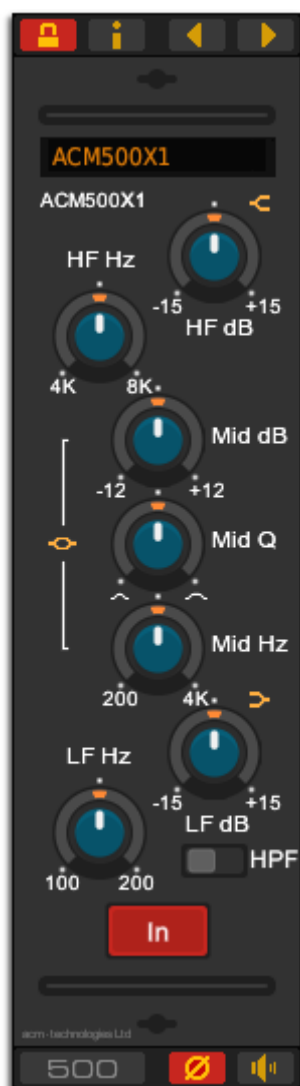 ACM500X1
ACM500X1
HF Hz
-15 +15
HF dB
4K 8K
Mid dB
-12 +12
Mid Q
Mid Hz
200 4K
LF Hz
-15 +15
LF dB
HPF
100 200
In
acm-technologies Ltd
500